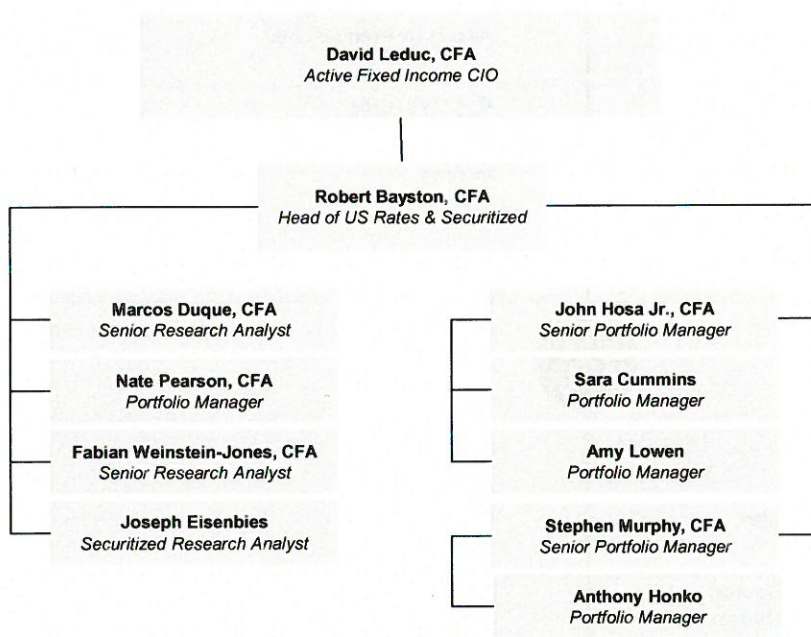 David Leduc, CFA
Active Fixed Income CIO
Robert Bayston, CFA
Head of US Rates & Securitized
Marcos Duque, CFA
Senior Research Analyst
Nate Pearson, CFA
Portfolio Manager
Fabian Weinstein-Jones, CFA
Senior Research Analyst
Joseph Eisenbies
Securitized Research Analyst
John Hosa Jr., CFA
Senior Portfolio Manager
Sara Cummins
Portfolio Manager
Amy Lowen
Portfolio Manager
Stephen Murphy, CFA
Senior Portfolio Manager
Anthony Honko
Portfolio Manager